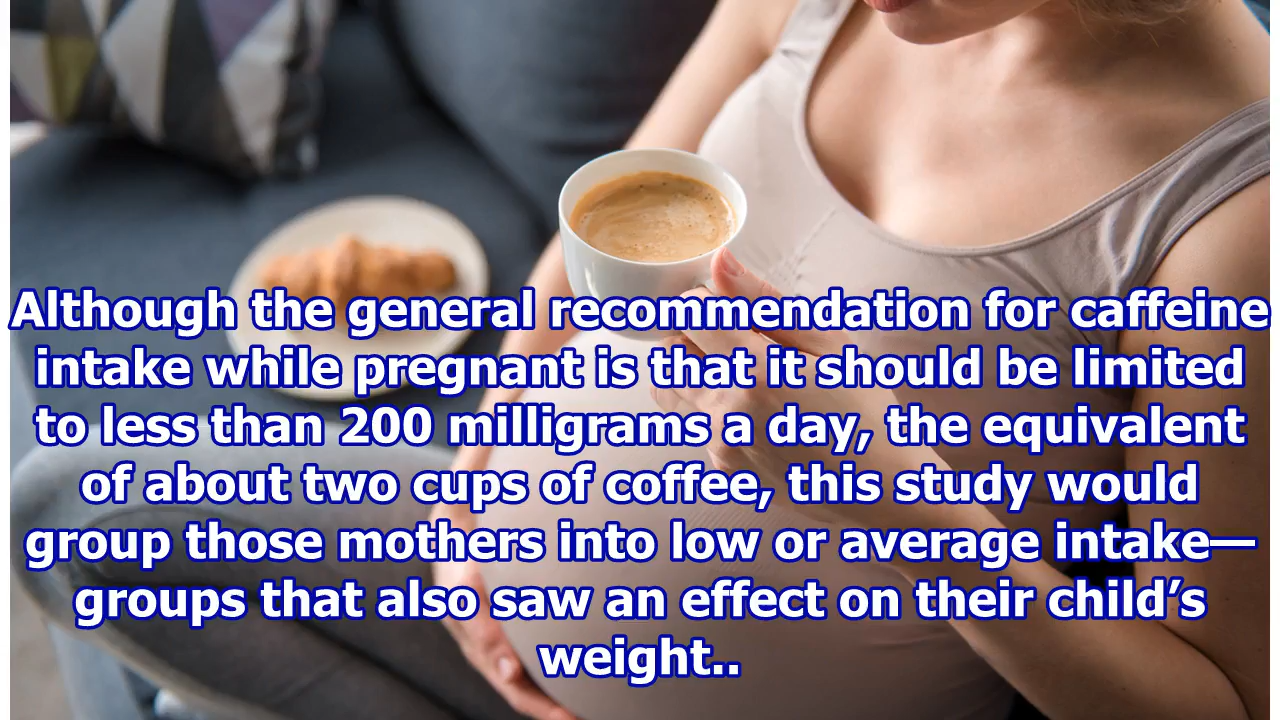 Although the general recommendation for caffeine
intake while pregnant is that it should be limited
to less than 200 milligrams a day, the equivalent
of about two cups of coffee, this study would
group those mothers into low or average intake—
groups that also saw an effect on their child’s
weight..